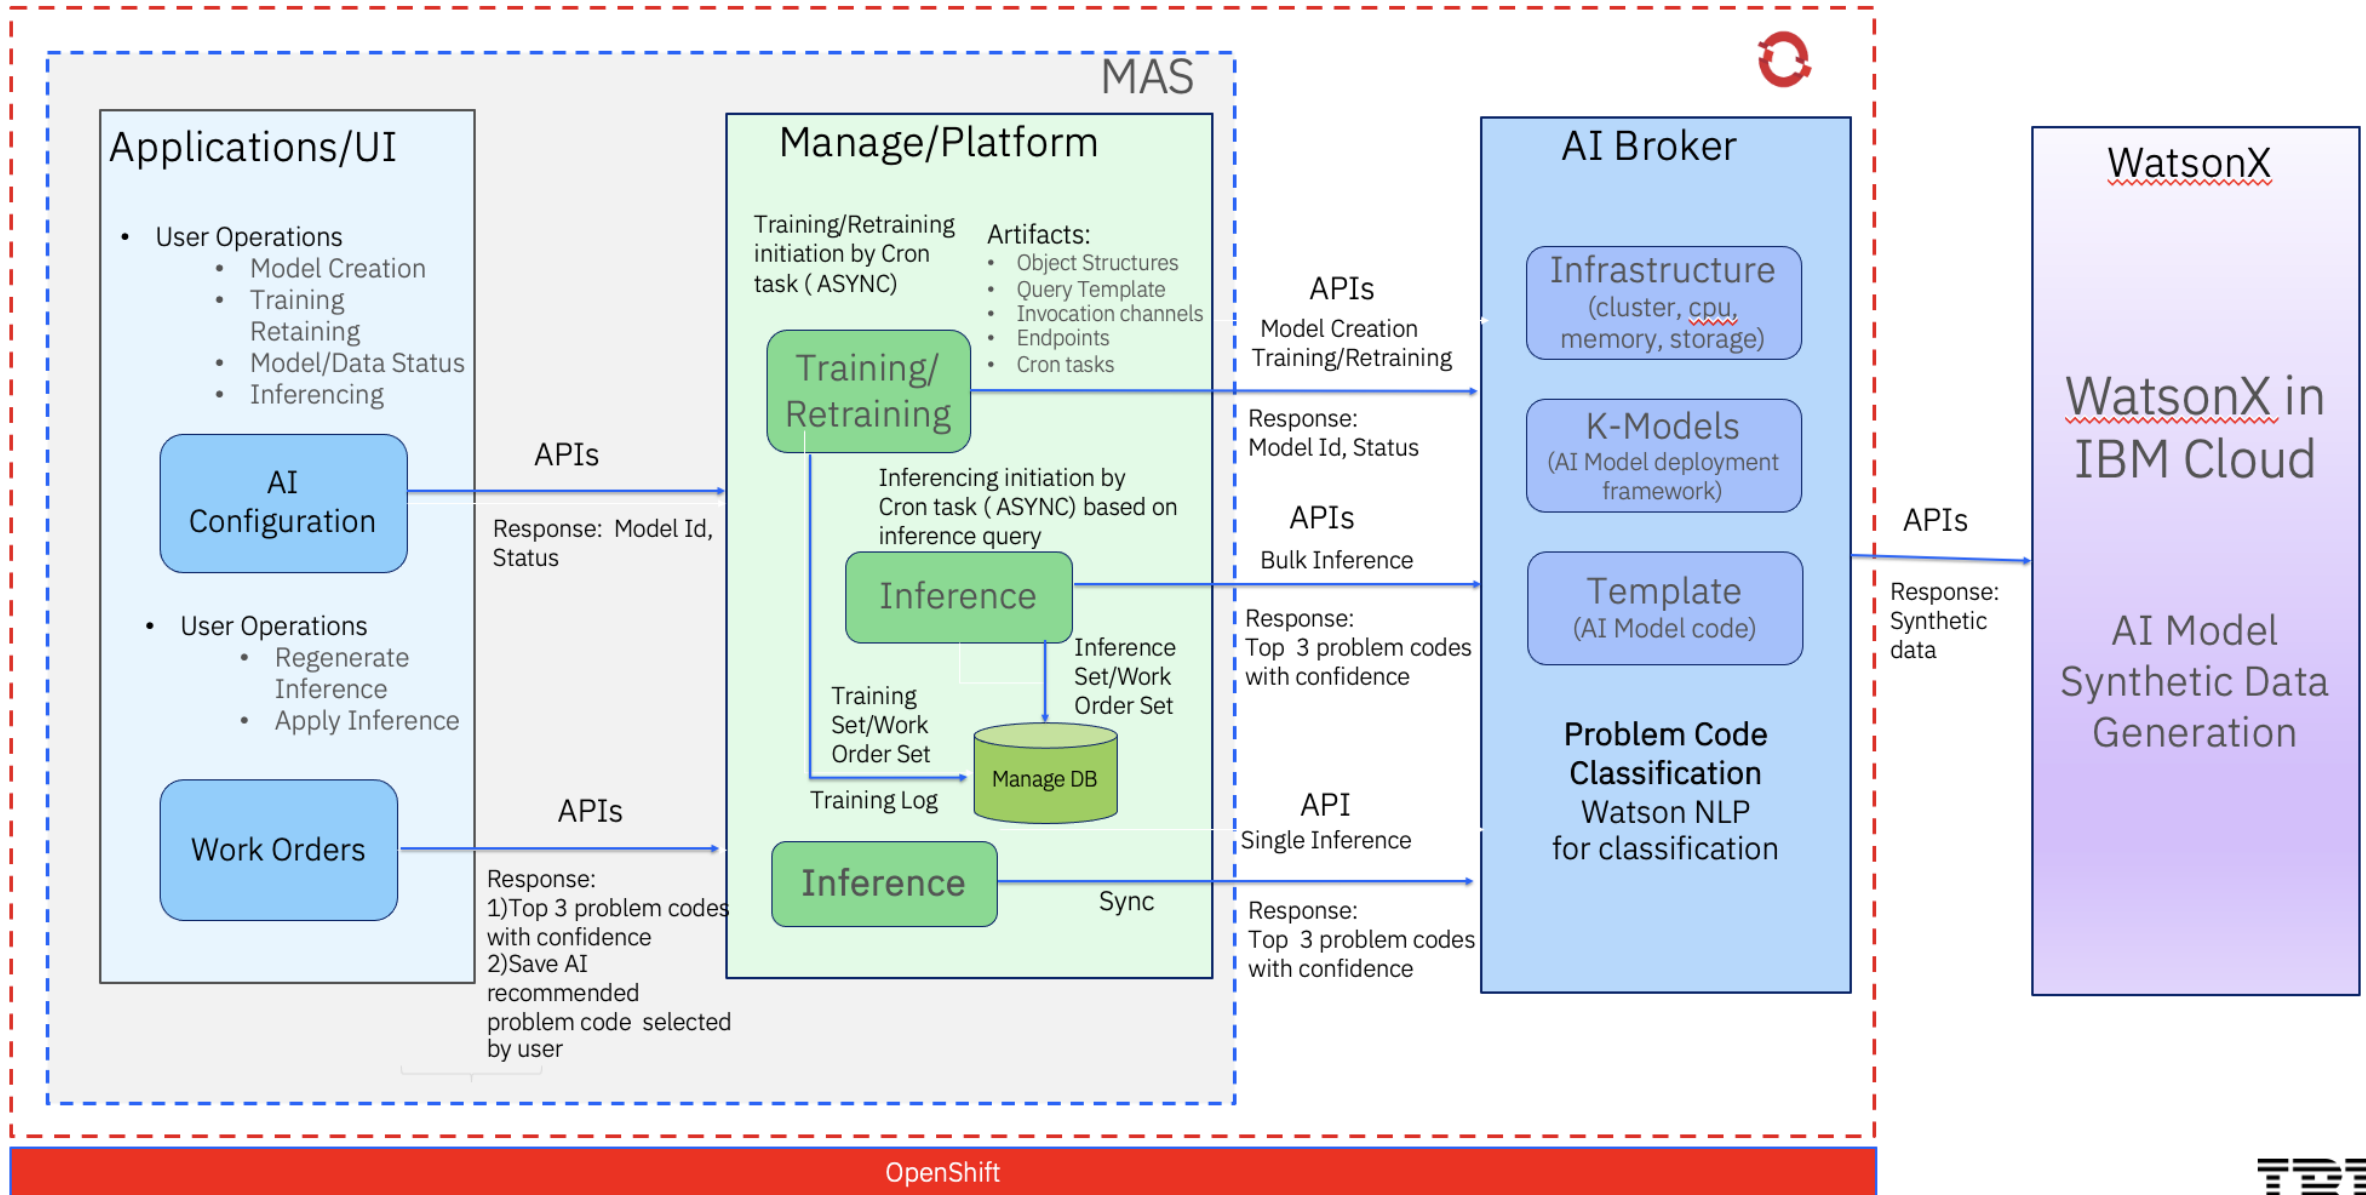 MAS
Applications/UI
• User Operations
• Model Creation
• Training
Retaining
• Model/Data Status
• Inferencing
AI
Configuration
• User Operations
• Regenerate
Inference
• Apply Inference
Work Orders
APIs
Response: Model Id,
Status
APIs
Response:
1)Top 3 problem codes
with confidence
2)Save AI
recommended
problem code selected
by user
Manage/Platform
Training/Retraining
initiation by Cron
task ( ASYNC)
Artifacts:
• Object Structures
• Query Template
• Invocation channels
• Endpoints
• Cron tasks
Training/
Retraining
Inferencing initiation by
Cron task ( ASYNC) based on
inference query
Inference
Inference
Set/Work
Order Set
Training
Set/Work
Order Set
Training Log
Manage DB
Inference
Sync
APIs
Model Creation
Training/Retraining
Response:
Model Id, Status
APIs
Bulk Inference
Response:
Top 3 problem codes
with confidence
API
Single Inference
Response:
Top 3 problem codes
with confidence
AI Broker
Infrastructure
(cluster, cpu,
memory, storage)
K-Models
(AI Model deployment
framework)
Template
(AI Model code)
Problem Code
Classification
Watson NLP
for classification
APIs
Response:
Synthetic
data
WatsonX
WatsonX in
IBM Cloud
AI Model
Synthetic Data
Generation
OpenShift